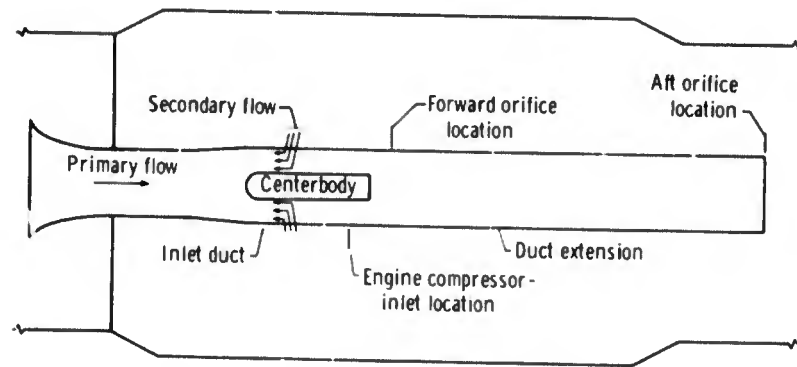 Secondary flow
Forward orifice
location
Aft orifice
location
Primary flow
Centerbody
Inlet duct
Engine compressor-
inlet location
Duct extension